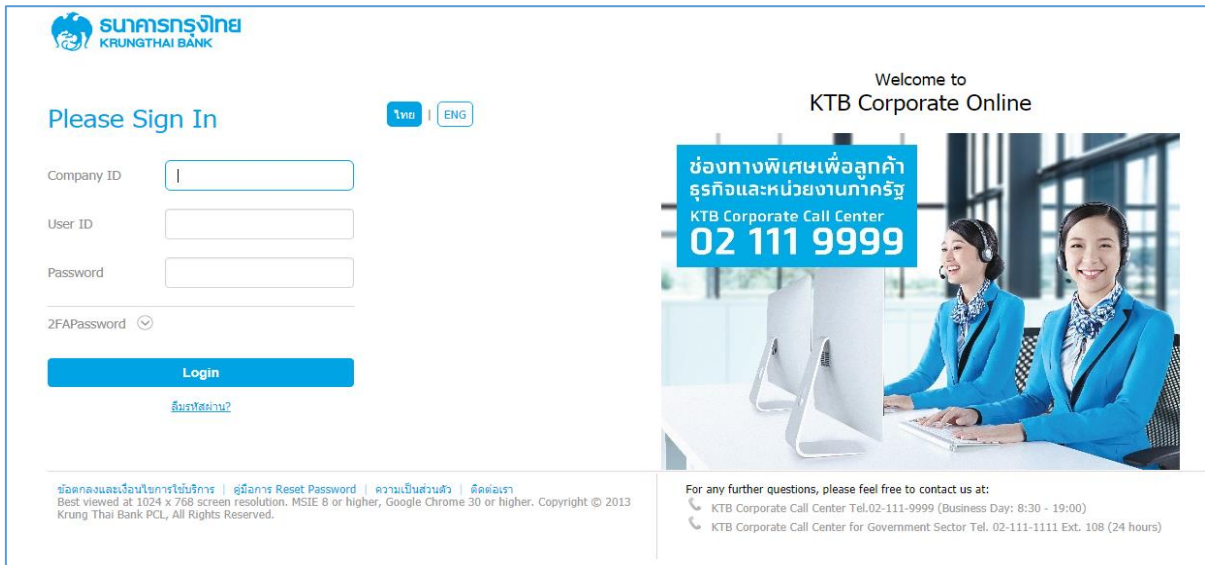 ธนาคารกรุงไทย
KRUNGTHAI BANK
Please Sign In
ไทย | ENG
Company ID
User ID
Password
2FAPassword
Login
ลืมรหัสผ่าน?
Welcome to
KTB Corporate Online
ช่องทางพิเศษเพื่อลูกค้า
ธุรกิจและหน่วยงานภาครัฐ
KTB Corporate Call Center
02 111 9999
ข้อตกลงและเงื่อนไขการใช้บริการ | คู่มือการ Reset Password | ความเป็นส่วนตัว | ติดต่อเรา
Best viewed at 1024 x 768 screen resolution. MSIE 8 or higher, Google Chrome 30 or higher. Copyright © 2013
Krung Thai Bank PCL, All Rights Reserved.
For any further questions, please feel free to contact us at:
KTB Corporate Call Center Tel.02-111-9999 (Business Day: 8:30 - 19:00)
KTB Corporate Call Center for Government Sector Tel. 02-111-1111 Ext. 108 (24 hours)